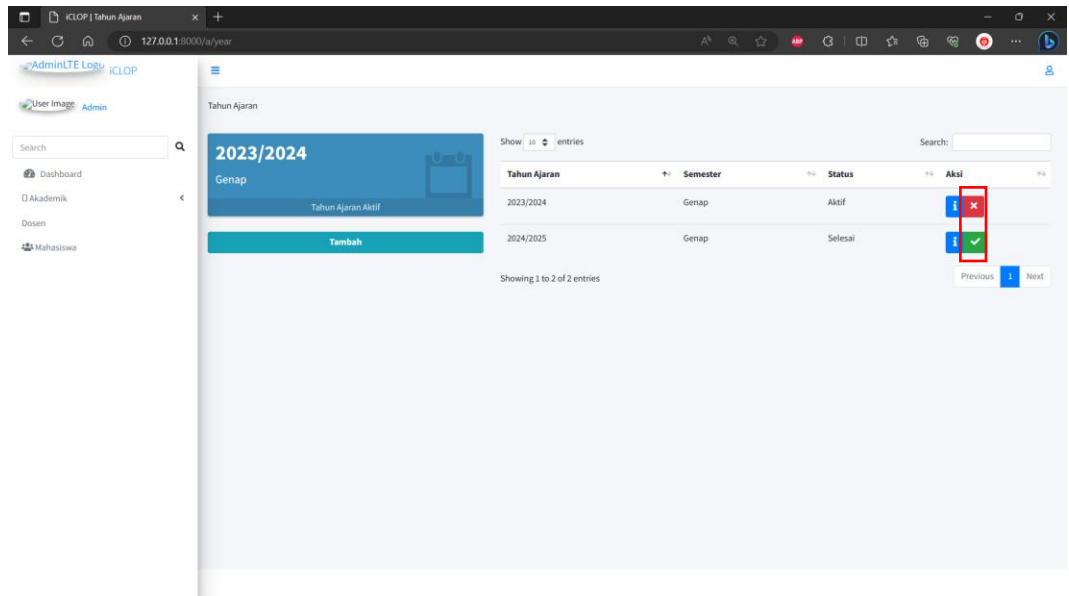 iCLOP | Tahun Ajaran
127.0.0.1:8000/a/year
ABP
AdminLTE Logo iCLOP
User Image Admin
Search
Dashboard
Akademik
Dosen
Mahasiswa
Tahun Ajaran
2023/2024
Genap
Tahun Ajaran Aktif
Tambah
Show 10 entries
Search:
Tahun Ajaran Semester Status Aksi
2023/2024 Genap Aktif
2024/2025 Genap Selesai
Showing 1 to 2 of 2 entries
Previous 1 Next